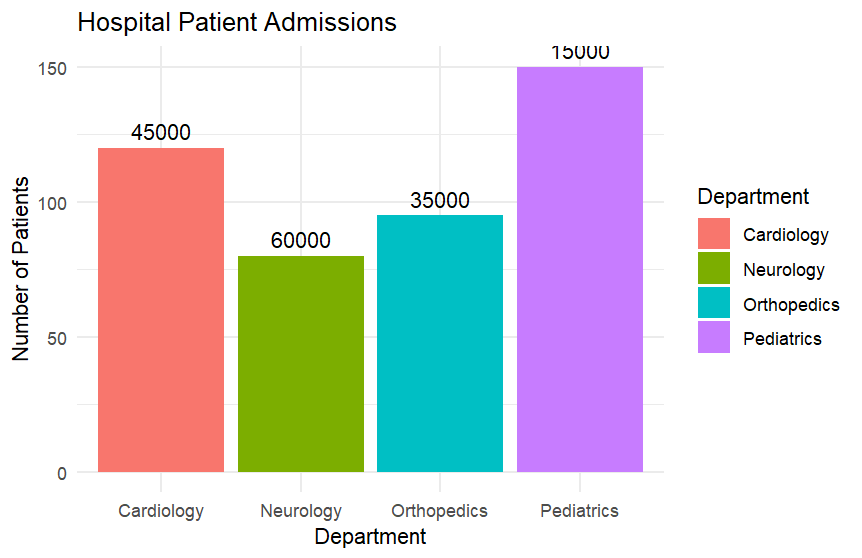 Hospital Patient Admissions
15000
150
45000
35000
100
60000
50
0
Number of Patients
Cardiology
Neurology
Orthopedics
Pediatrics
Department
Department
Cardiology
Neurology
Orthopedics
Pediatrics